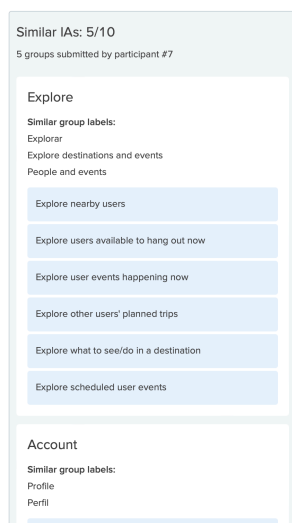 Similar IAs: 5/10
5 groups submitted by participant #7
Explore
Similar group labels:
Explorar
Explore destinations and events
People and events
Explore nearby users
Explore users available to hang out now
Explore user events happening now
Explore other users' planned trips
Explore what to see/do in a destination
Explore scheduled user events
Account
Similar group labels:
Profile
Perfil